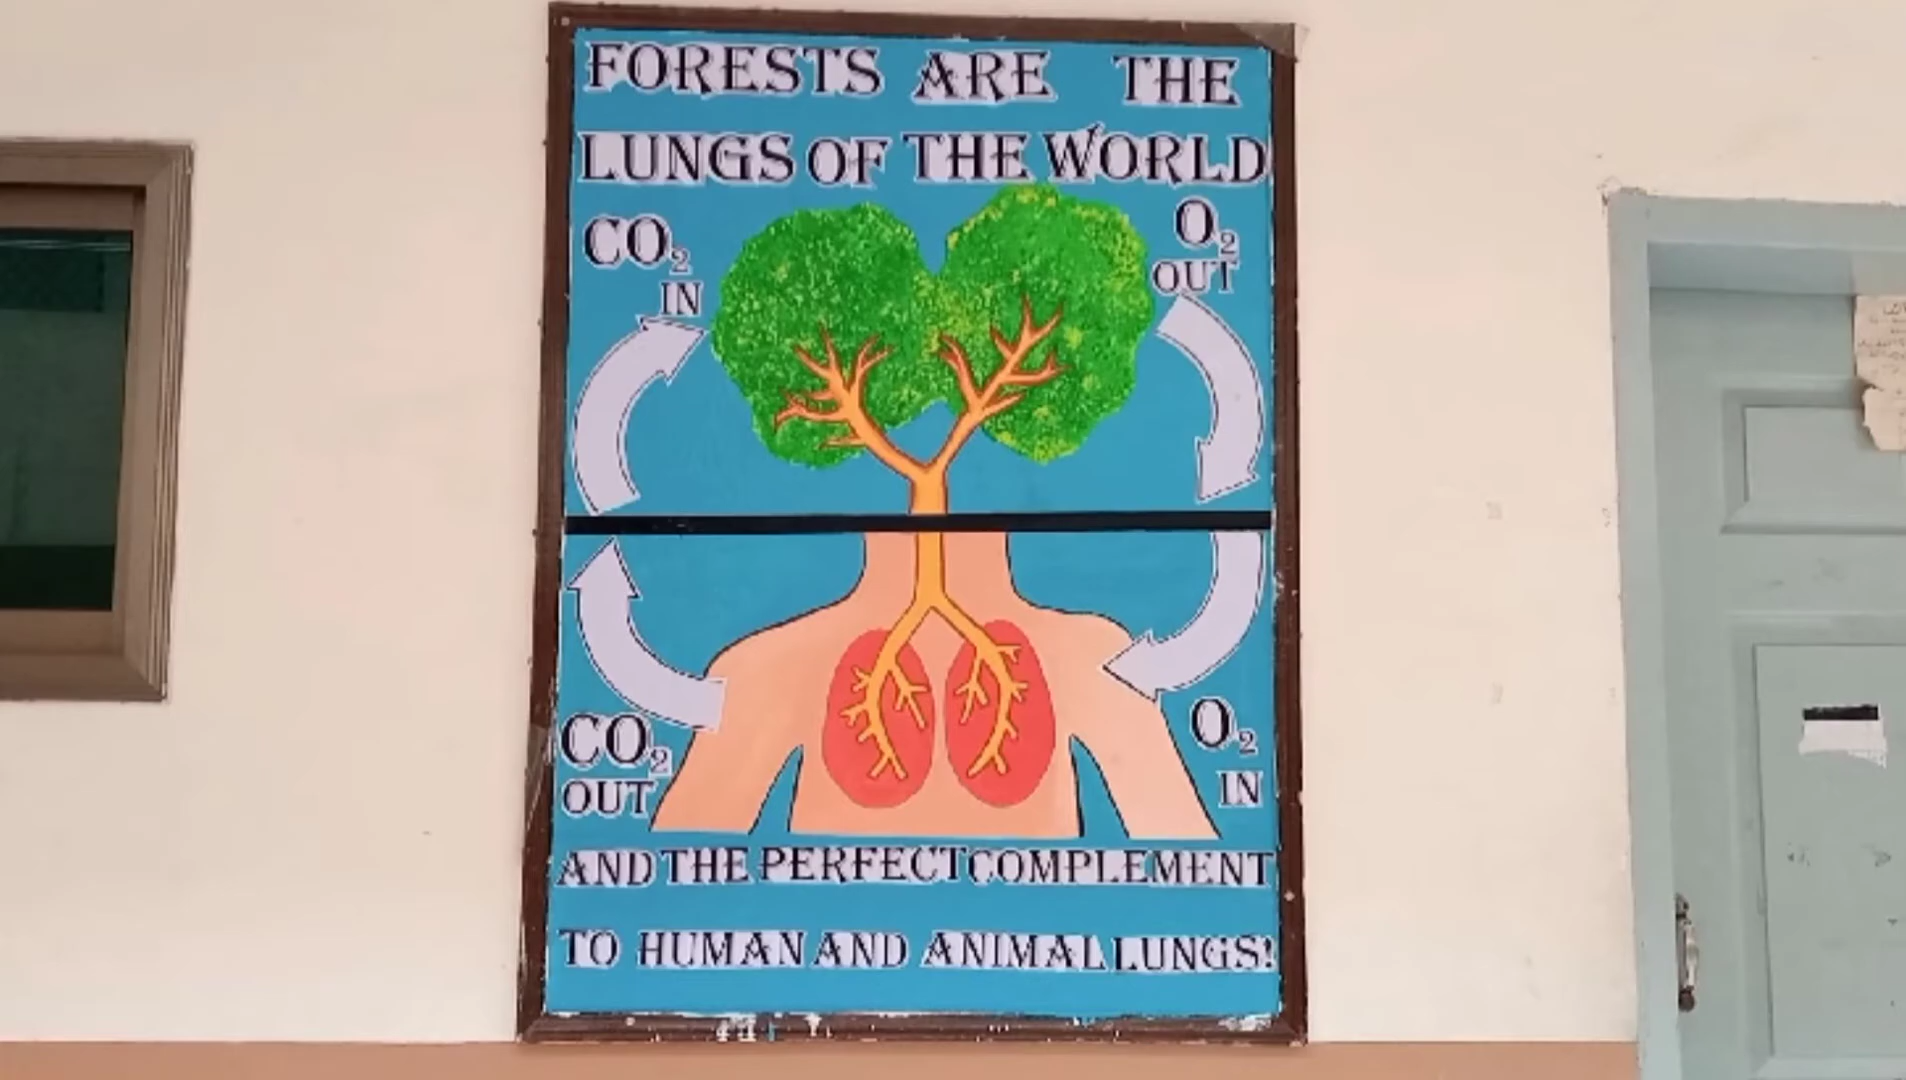 FORESTS ARE THE
LUNGS OF THE WORLD
CO₂
IN
O₂
OUT
CO₂
OUT
O₂
IN
AND THE PERFECT COMPLEMENT
TO HUMAN AND ANIMAL LUNGS!